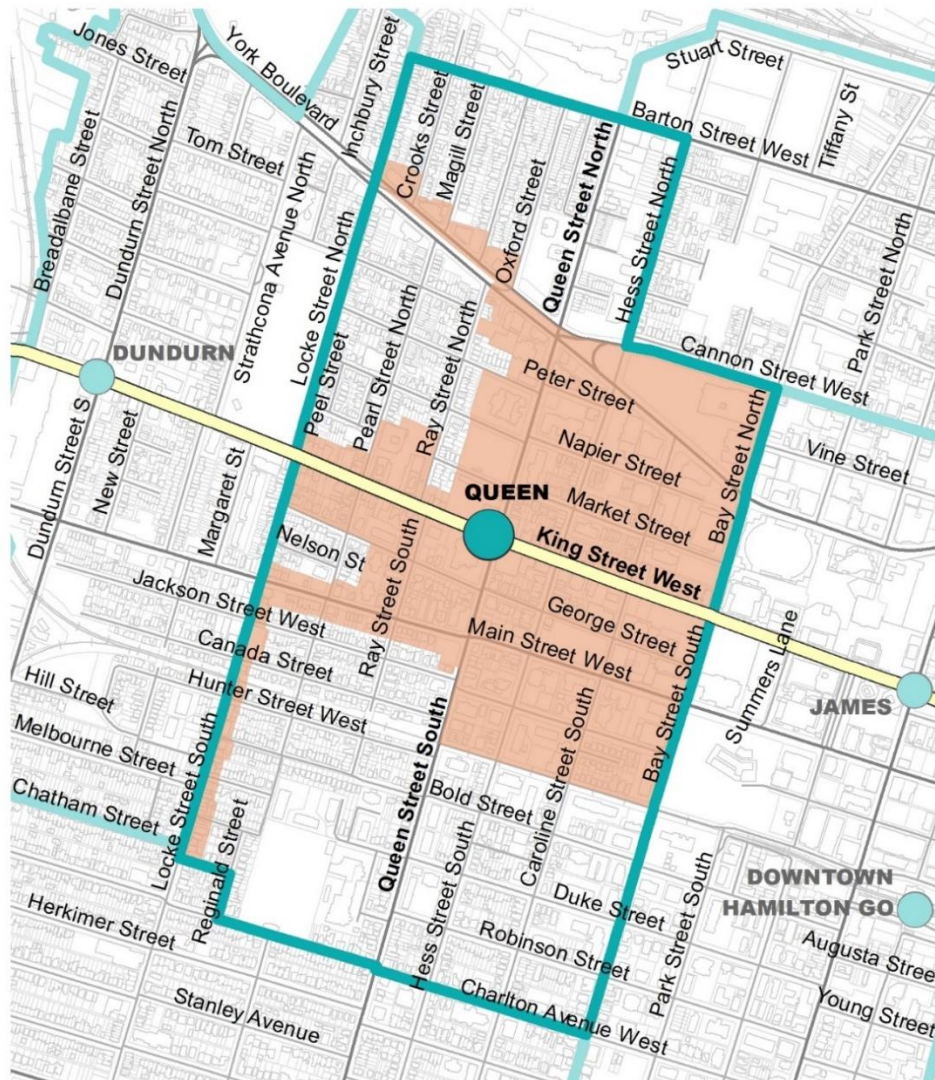 Jones Street
York Boulevard
Inchbury Street
Stuart Street
Crooks Street
Magill Street
Barton Street West
Tiffany St
Tom Street
Breadalbane Street
Dundurn Street North
Strathcona Avenue North
Locke Street North
Oxford Street
Queen Street North
Hess Street North
Park Street North
DUNDURN
Peel Street
Pearl Street North
Ray Street North
Peter Street
Cannon Street West
Napier Street
Bay Street North
Vine Street
Dundurn Street S
New Street
Margaret St
QUEEN
Market Street
King Street West
Nelson St
Jackson Street West
Ray Street South
George Street
Main Street West
Summers Lane
Canada Street
Hunter Street West
Hill Street
Melbourne Street
Chatham Street
Locke Street South
Reginald Street
Queen Street South
Bold Street
Caroline Street South
Bay Street South
JAMES
Hess Street South
Duke Street
Robinson Street
Park Street South
DOWNTOWN
HAMILTON GO
Augusta Stree
Young Street
Herkimer Street
Stanley Avenue
Charlton Avenue West